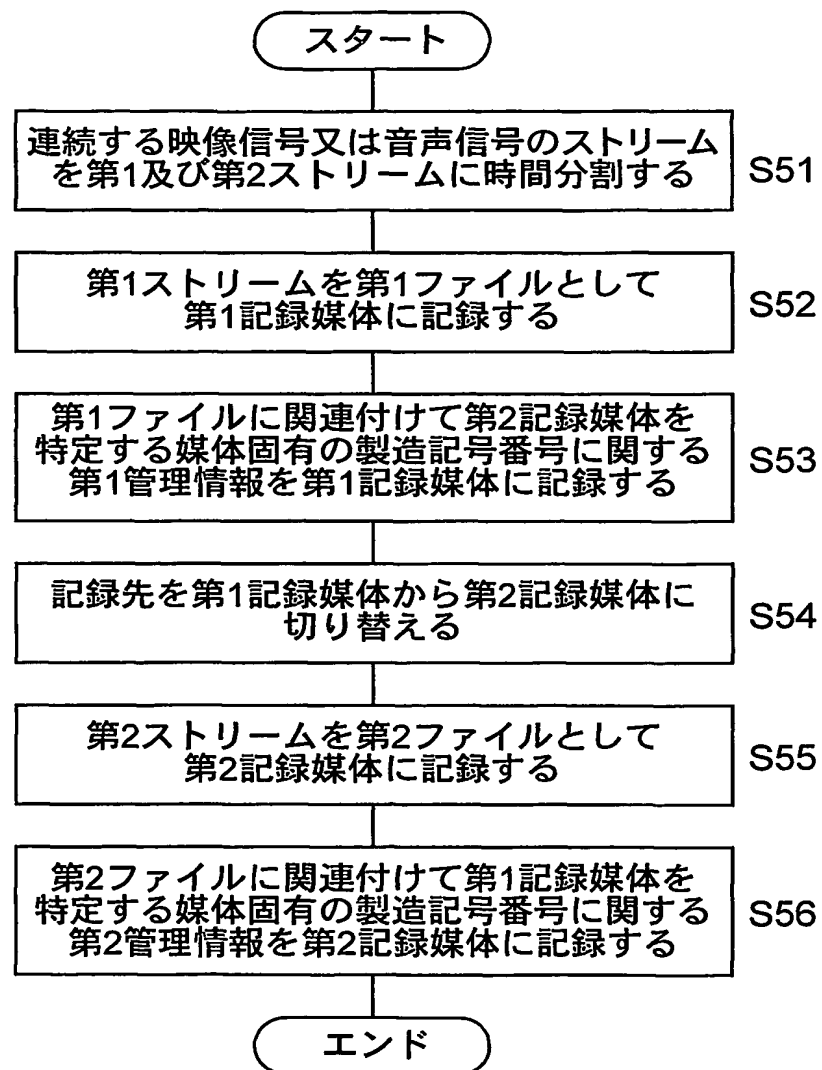 スタート
連続する映像信号又は音声信号のストリーム
を第1及び第2ストリームに時間分割する
S51
第1ストリームを第1ファイルとして
第1記録媒体に記録する
S52
第1ファイルに関連付けて第2記録媒体を
特定する媒体固有の製造記号番号に関する
第1管理情報を第1記録媒体に記録する
S53
記録先を第1記録媒体から第2記録媒体に
切り替える
S54
第2ストリームを第2ファイルとして
第2記録媒体に記録する
S55
第2ファイルに関連付けて第1記録媒体を
特定する媒体固有の製造記号番号に関する
第2管理情報を第2記録媒体に記録する
S56
エンド